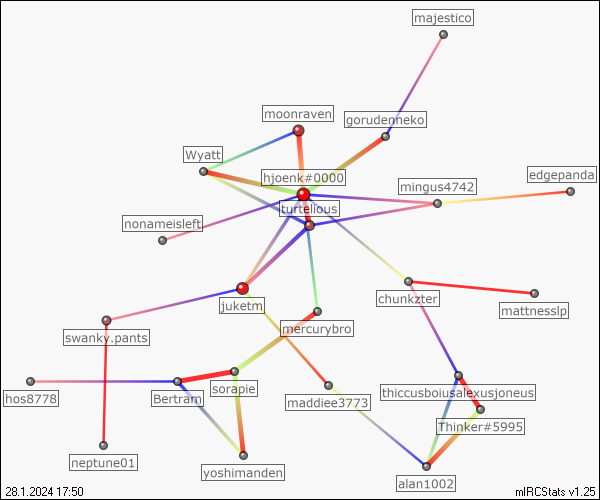 majestico
moonraven
gorudenneko
Wyatt
hjoenk#0000
edgepanda
mingus4742
turtelious
nonameisleft
juketm
chunkzter
mattnesslp
mercurybro
swanky.pants
sorapie
hos8778
Bertram
maddiee3773
thiccusboiusalexusjoneus
Thinker#5995
neptune01
yoshimanden
alan1002
28.1.2024 17:50
mIRCStats v1.25